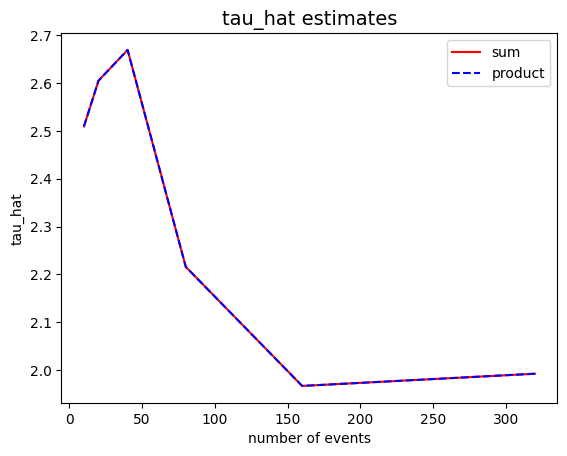 tau_hat estimates
2.7
2.6
2.5
2.4
2.3
2.2
2.1
2.0
tau_hat
sum
product
0 50 100 150 200 250 300
number of events